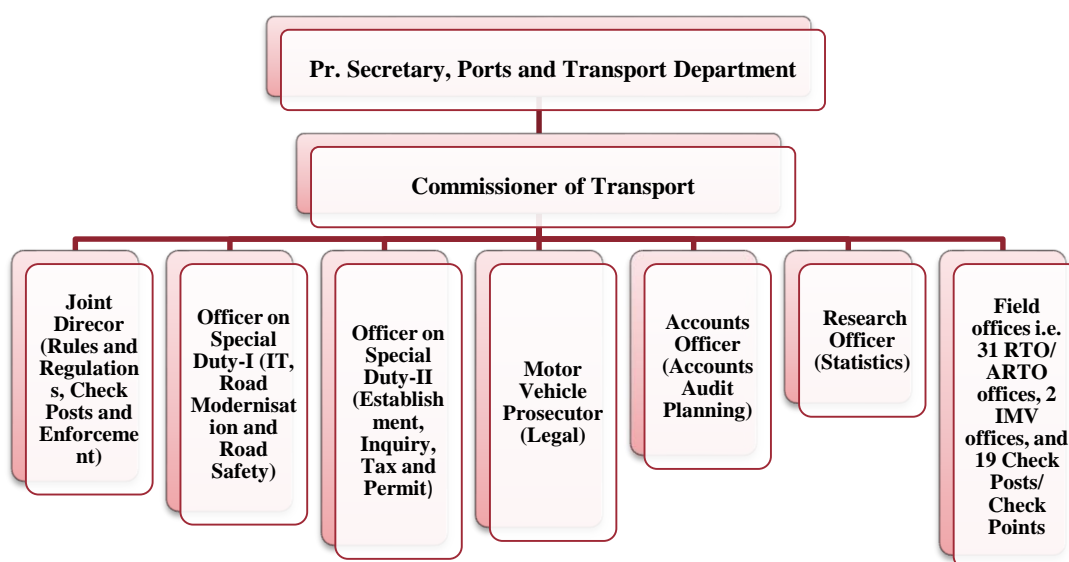 Pr. Secretary, Ports and Transport Department
Commissioner of Transport
Joint
Direcor
(Rules and
Regulation
s, Check
Posts and
Enforceme
nt)
Officer on
Special
Duty-I (IT,
Road
Modernisat
ion and
Road
Safety)
Officer on
Special
Duty-II
(Establish
ment,
Inquiry,
Tax and
Permit)
Motor
Vehicle
Prosecutor
(Legal)
Accounts
Officer
(Accounts
Audit
Planning)
Research
Officer
(Statistics)
Field
offices i.e.
31 RTO/
ARTO
offices, 2
IMV
offices, and
19 Check
Posts/
Check
Points